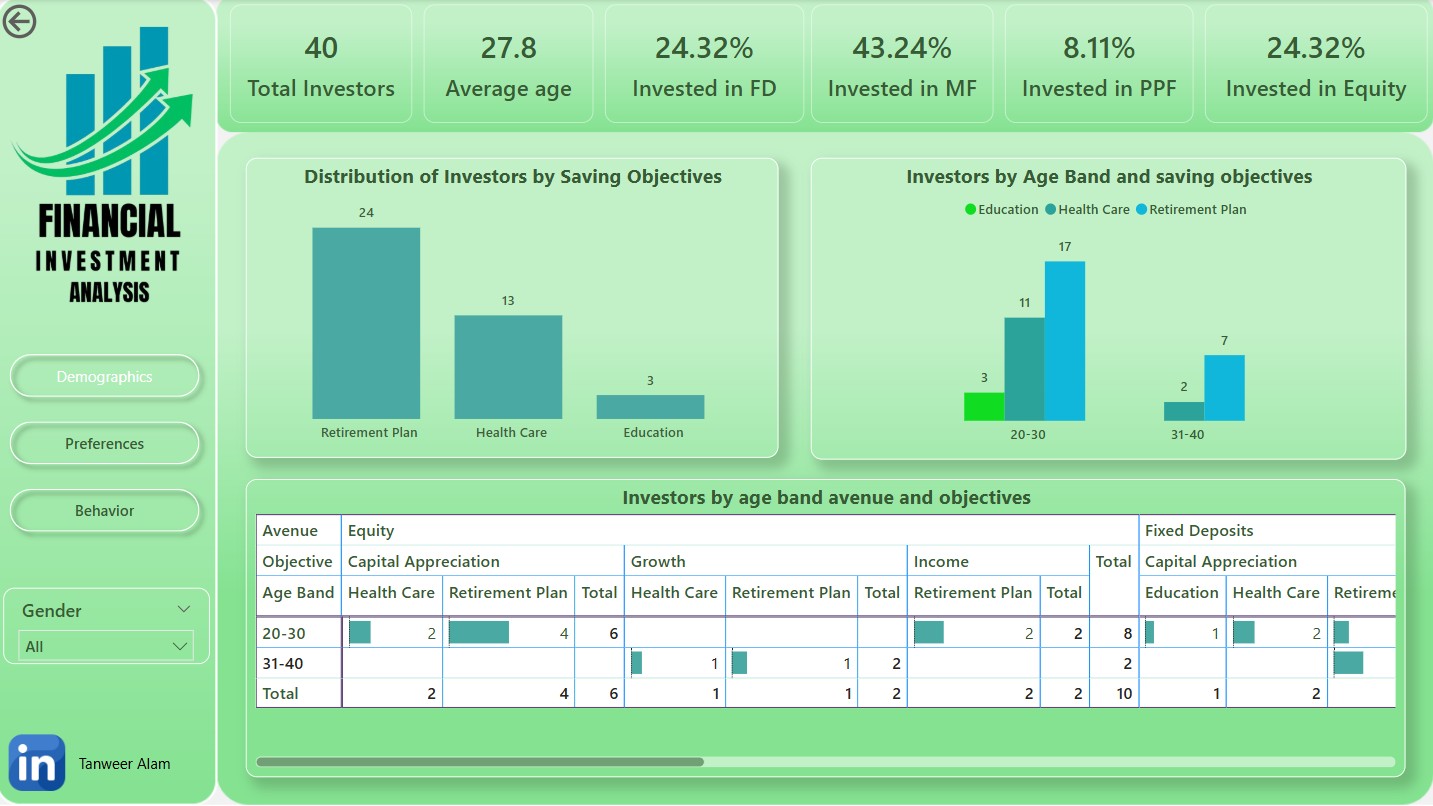 FINANCIAL
INVESTMENT
ANALYSIS
Demographics
Preferences
Behavior
Gender
All
in
Tanweer Alam
40
Total Investors
27.8
Average age
24.32%
Invested in FD
43.24%
Invested in MF
8.11%
Invested in PPF
24.32%
Invested in Equity
Distribution of Investors by Saving Objectives
24
13
3
Retirement Plan Health Care Education
Investors by Age Band and saving objectives
Education Health Care Retirement Plan
3 11 17 2 7
20-30 31-40
Investors by age band avenue and objectives
Avenue Equity Fixed Deposits
Objective Capital Appreciation Growth Income Total Capital Appreciation
Age Band Health Care Retirement Plan Total Health Care Retirement Plan Total Retirement Plan Total Education Health Care Retireme
20-30 2 4 6 2 2 8 1 2
31-40 1 1 2 2
Total 2 4 6 1 1 2 2 2 10 1 2